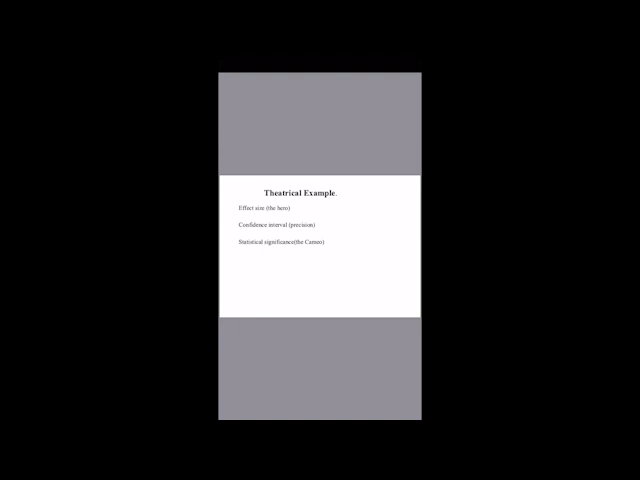 Theatrical Example.
Effect size (the hero)
Confidence interval (precision)
Statistical significance(the Cameo)